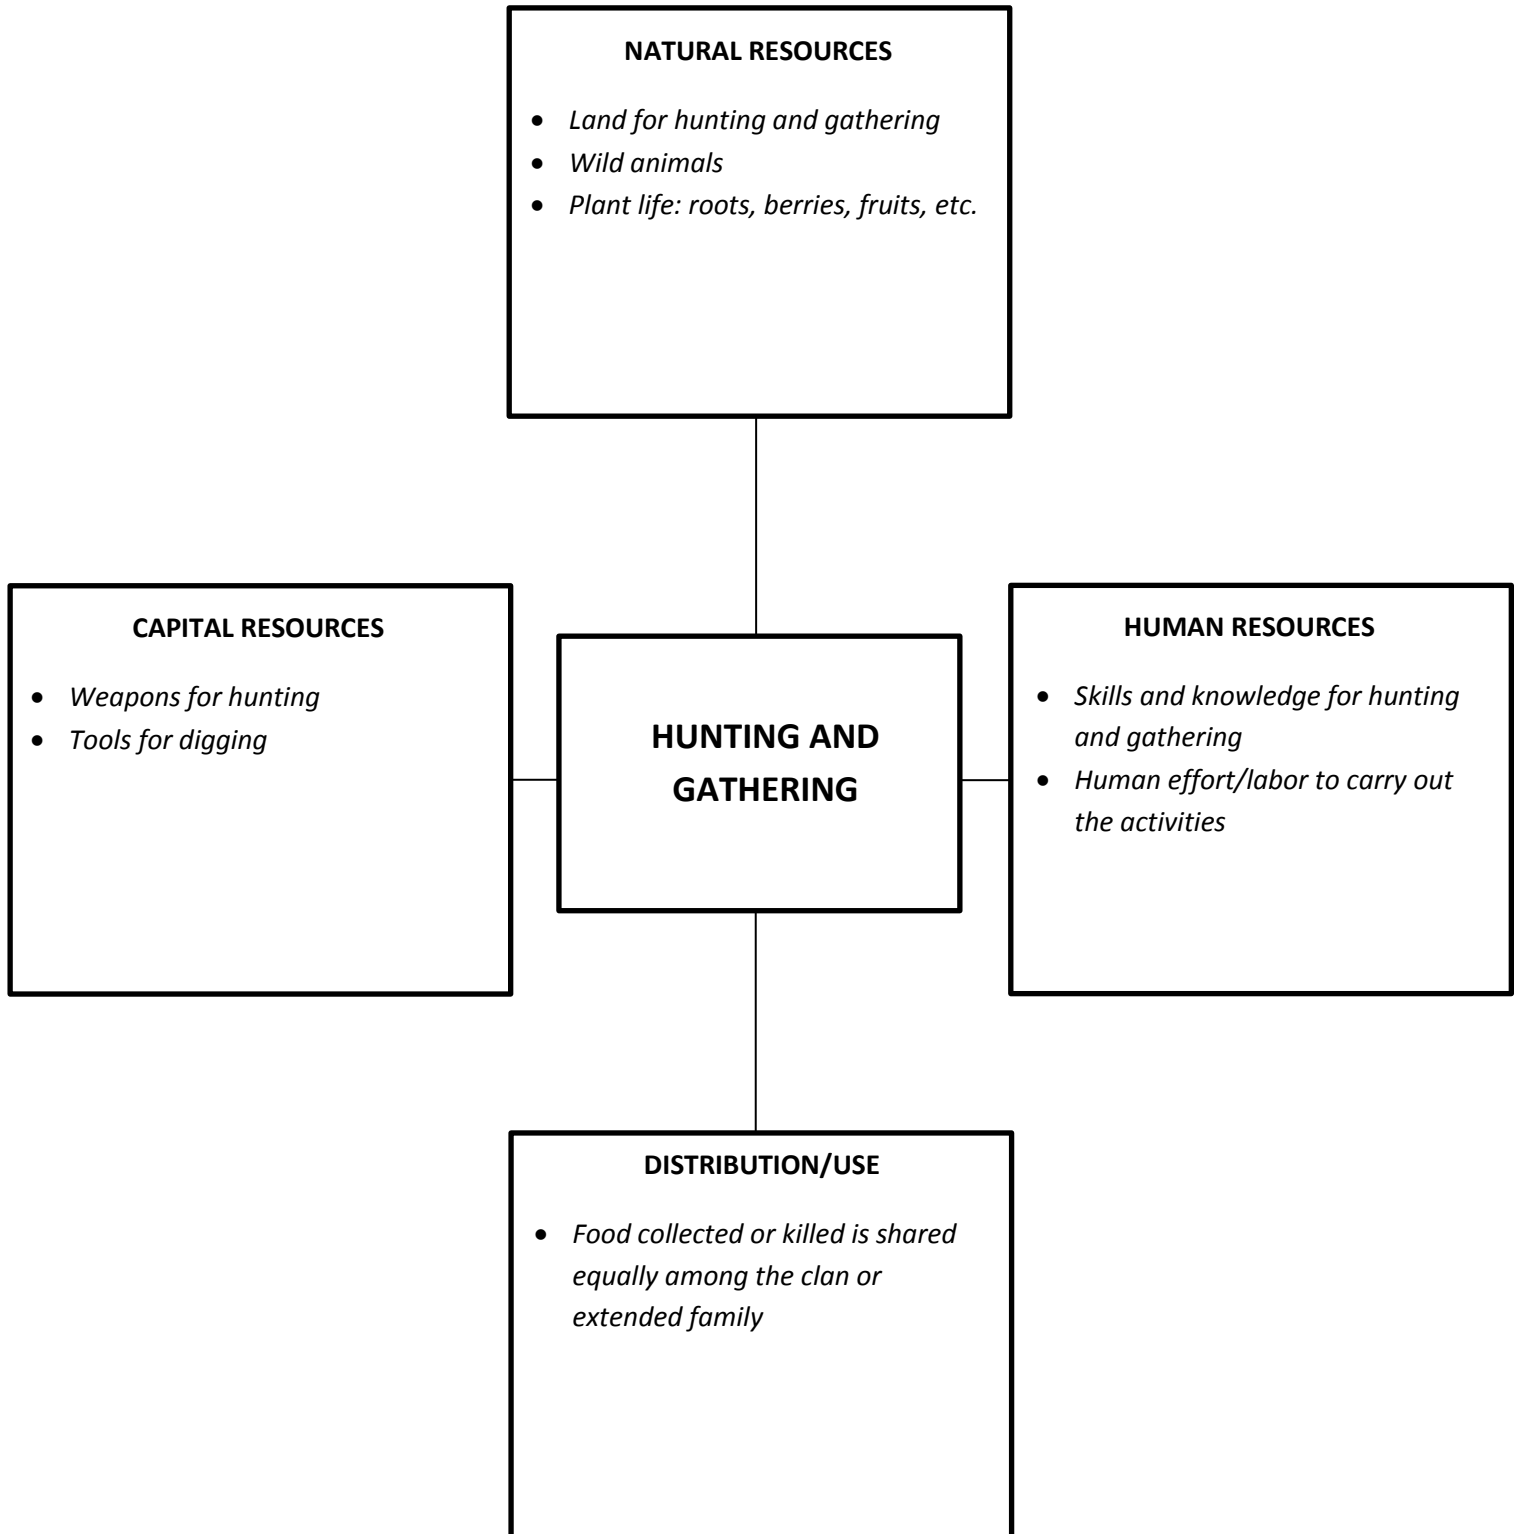 NATURAL RESOURCES
• Land for hunting and gathering
• Wild animals
• Plant life: roots, berries, fruits, etc.
CAPITAL RESOURCES
• Weapons for hunting
• Tools for digging
HUNTING AND
GATHERING
HUMAN RESOURCES
• Skills and knowledge for hunting
and gathering
• Human effort/labor to carry out
the activities
DISTRIBUTION/USE
• Food collected or killed is shared
equally among the clan or
extended family